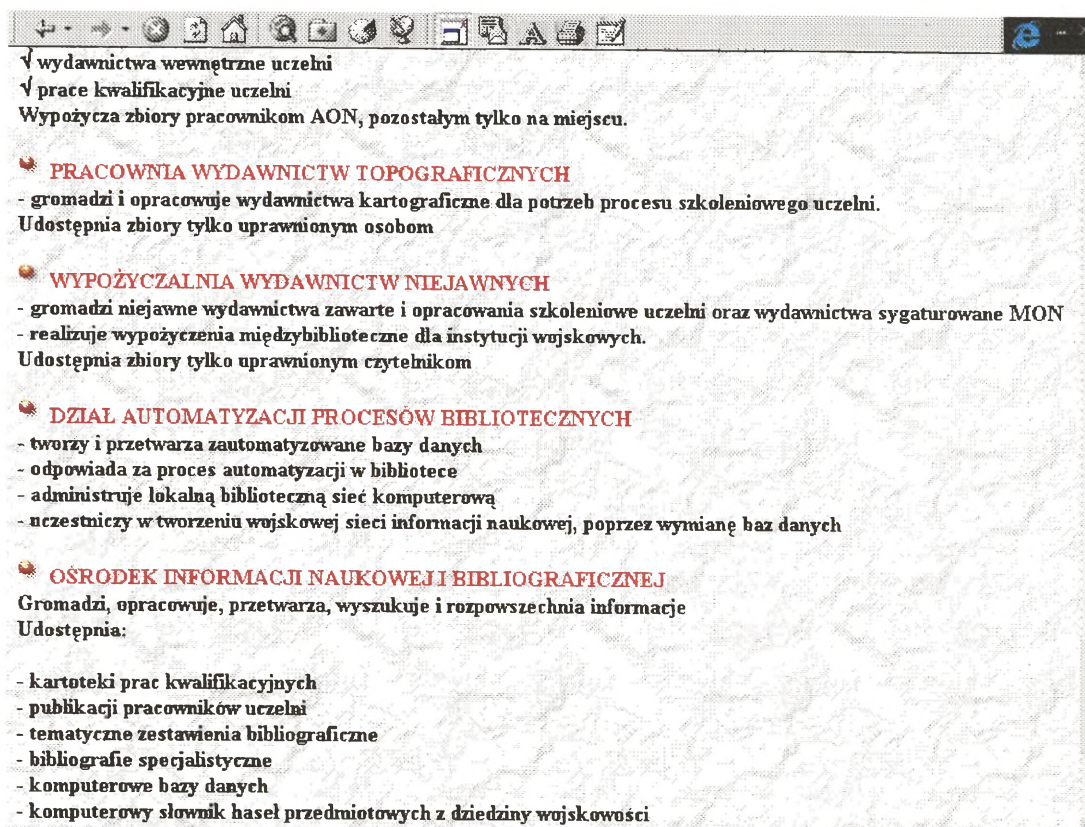 √ wydawnictwa wewnętrzne uczelni
√ prace kwalifikacyjne uczelni
Wypożycza zbiory pracownikom AON, pozostałym tylko na miejscu.
PRACOWNIA WYDAWNICTW TOPOGRAFICZNYCH
- gromadzi i opracowuje wydawnictwa kartograficzne dla potrzeb procesu szkoleniowego uczelni.
Udostępnia zbiory tylko uprawnionym osobom
WYPOŻYCZALNIA WYDAWNICTW NIEJAWNYCH
- gromadzi niejawne wydawnictwa zawarte i opracowania szkoleniowe uczelni oraz wydawnictwa sygaturowane MON
- realizuje wypożyczenia międzybiblioteczne dla instytucji wojskowych.
Udostępnia zbiory tylko uprawnionym czytelnikom
DZIAŁ AUTOMATYZACJI PROCESÓW BIBLIOTECZNYCH
- tworzy i przetwarza zautomatyzowane bazy danych
- odpowiada za proces automatyzacji w bibliotece
- administruje lokalną biblioteczną sieć komputerową
- uczestniczy w tworzeniu wojskowej sieci informacji naukowej, poprzez wymianę baz danych
OŚRODEK INFORMACJI NAUKOWEJ I BIBLIOGRAFICZNEJ
Gromadzi, opracowuje, przetwarza, wyszukuje i rozpowszechnia informacje
Udostępnia:
- kartoteki prac kwalifikacyjnych
- publikacji pracowników uczelni
- tematyczne zestawienia bibliograficzne
- bibliografie specjalistyczne
- komputerowe bazy danych
- komputerowy słownik haseł przedmiotowych z dziedziny wojskowości